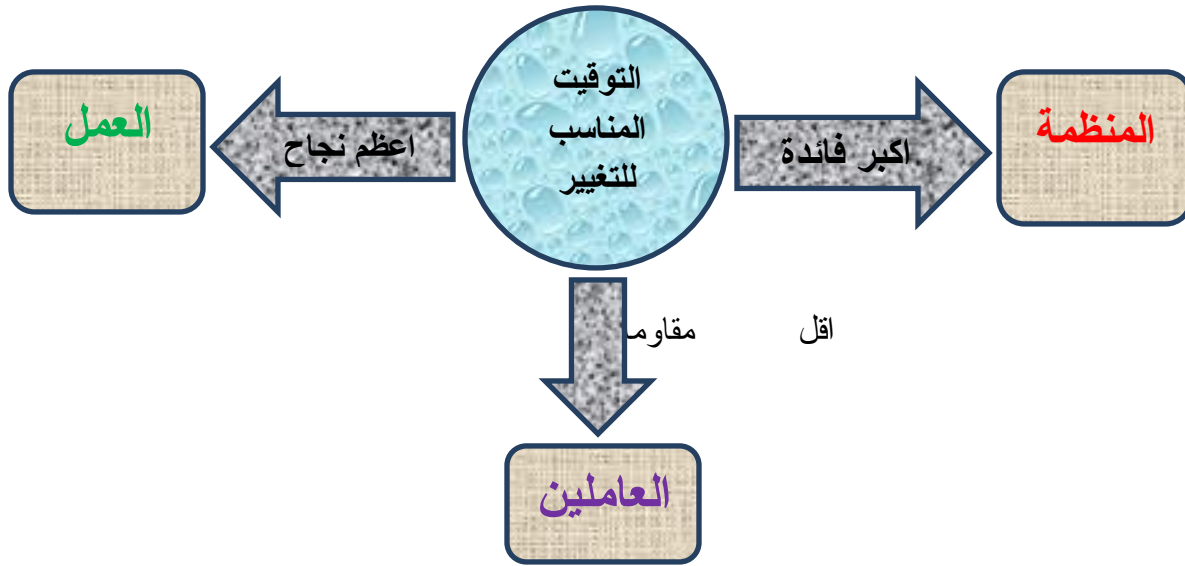 التوقيت
المناسب
للتغيير
المنظمة
اكبر فائدة
اعظم نجاح
العمل
اقل مقاوم
العاملين